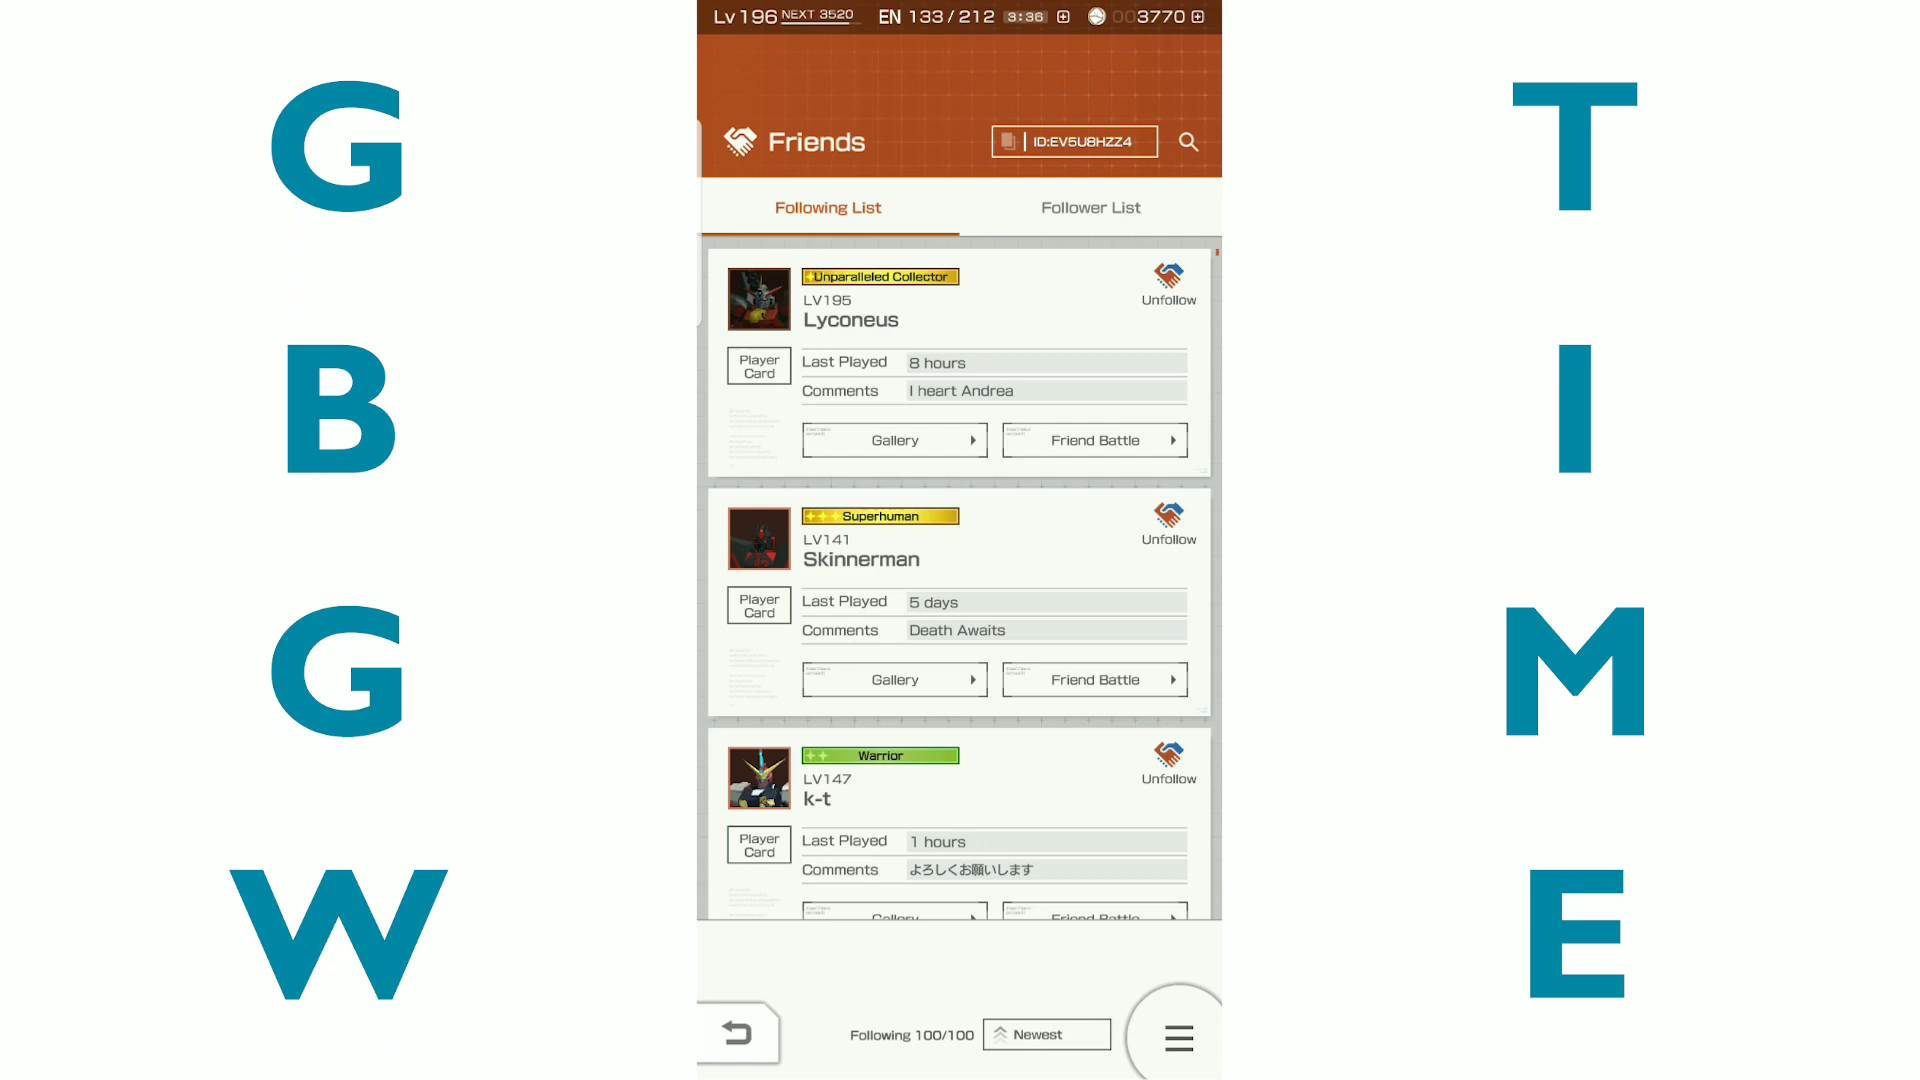 Lv 196 NEXT 3520 EN 133/212 3:36 003770
G
B
G
W
T
I
M
E
Friends ID:EV5U8HZZ4
Following List Follower List
Unparalleled Collector
LV195
Lyconeus
Unfollow
Player Card
Last Played 8 hours
Comments I heart Andrea
Gallery Friend Battle
Superhuman
LV141
Skinnerman
Unfollow
Player Card
Last Played 5 days
Comments Death Awaits
Gallery Friend Battle
Warrior
LV147
k-t
Unfollow
Player Card
Last Played 1 hours
Comments よろしくお願いします
Gallery Friend Battle
Following 100/100 Newest